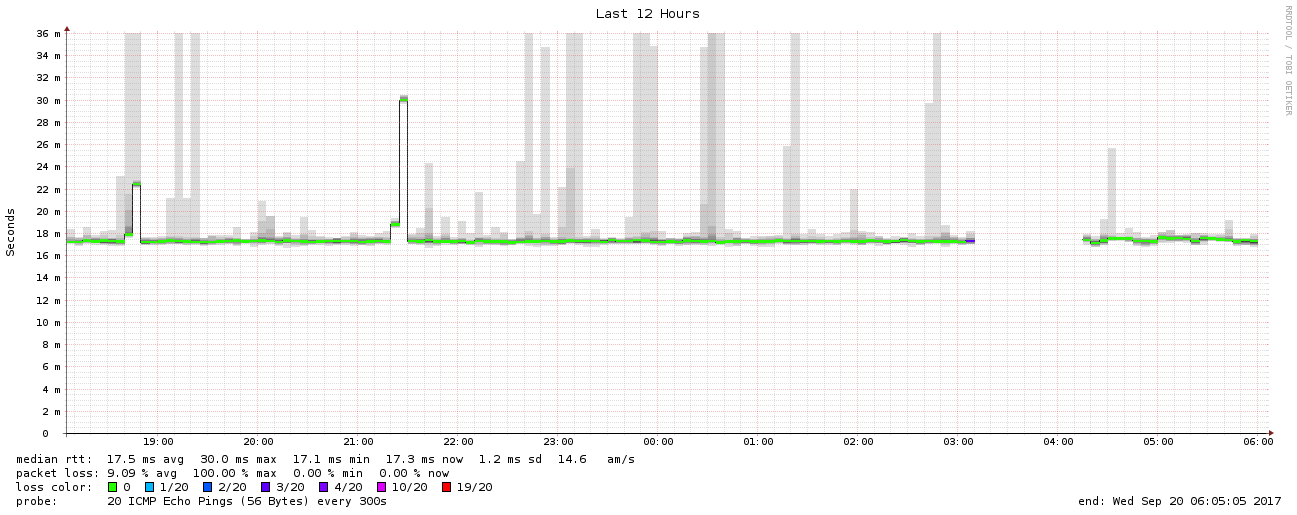 Last 12 Hours
RRDTOOL / TOBI OETIKER
Seconds
36 m
34 m
32 m
30 m
28 m
26 m
24 m
22 m
20 m
18 m
16 m
14 m
12 m
10 m
8 m
6 m
4 m
2 m
0
19:00 20:00 21:00 22:00 23:00 00:00 01:00 02:00 03:00 04:00 05:00 06:00
median rtt: 17.5 ms avg 30.0 ms max 17.1 ms min 17.3 ms now 1.2 ms sd 14.6 am/s
packet loss: 9.09 % avg 100.00 % max 0.00 % min 0.00 % now
loss color: 0 1/20 2/20 3/20 4/20 10/20 19/20
probe: 20 ICMP Echo Pings (56 Bytes) every 300s end: Wed Sep 20 06:05:05 2017